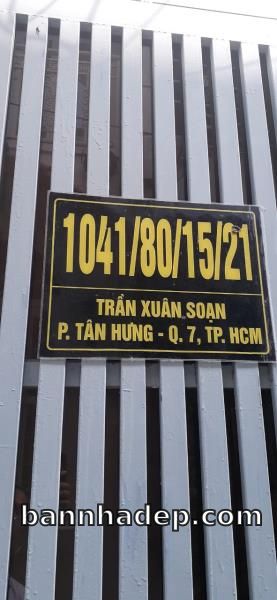 1041/80/15/21
TRẦN XUÂN SOẠN
P. TÂN HƯNG - Q. 7, TP. HCM
bannhadep.com